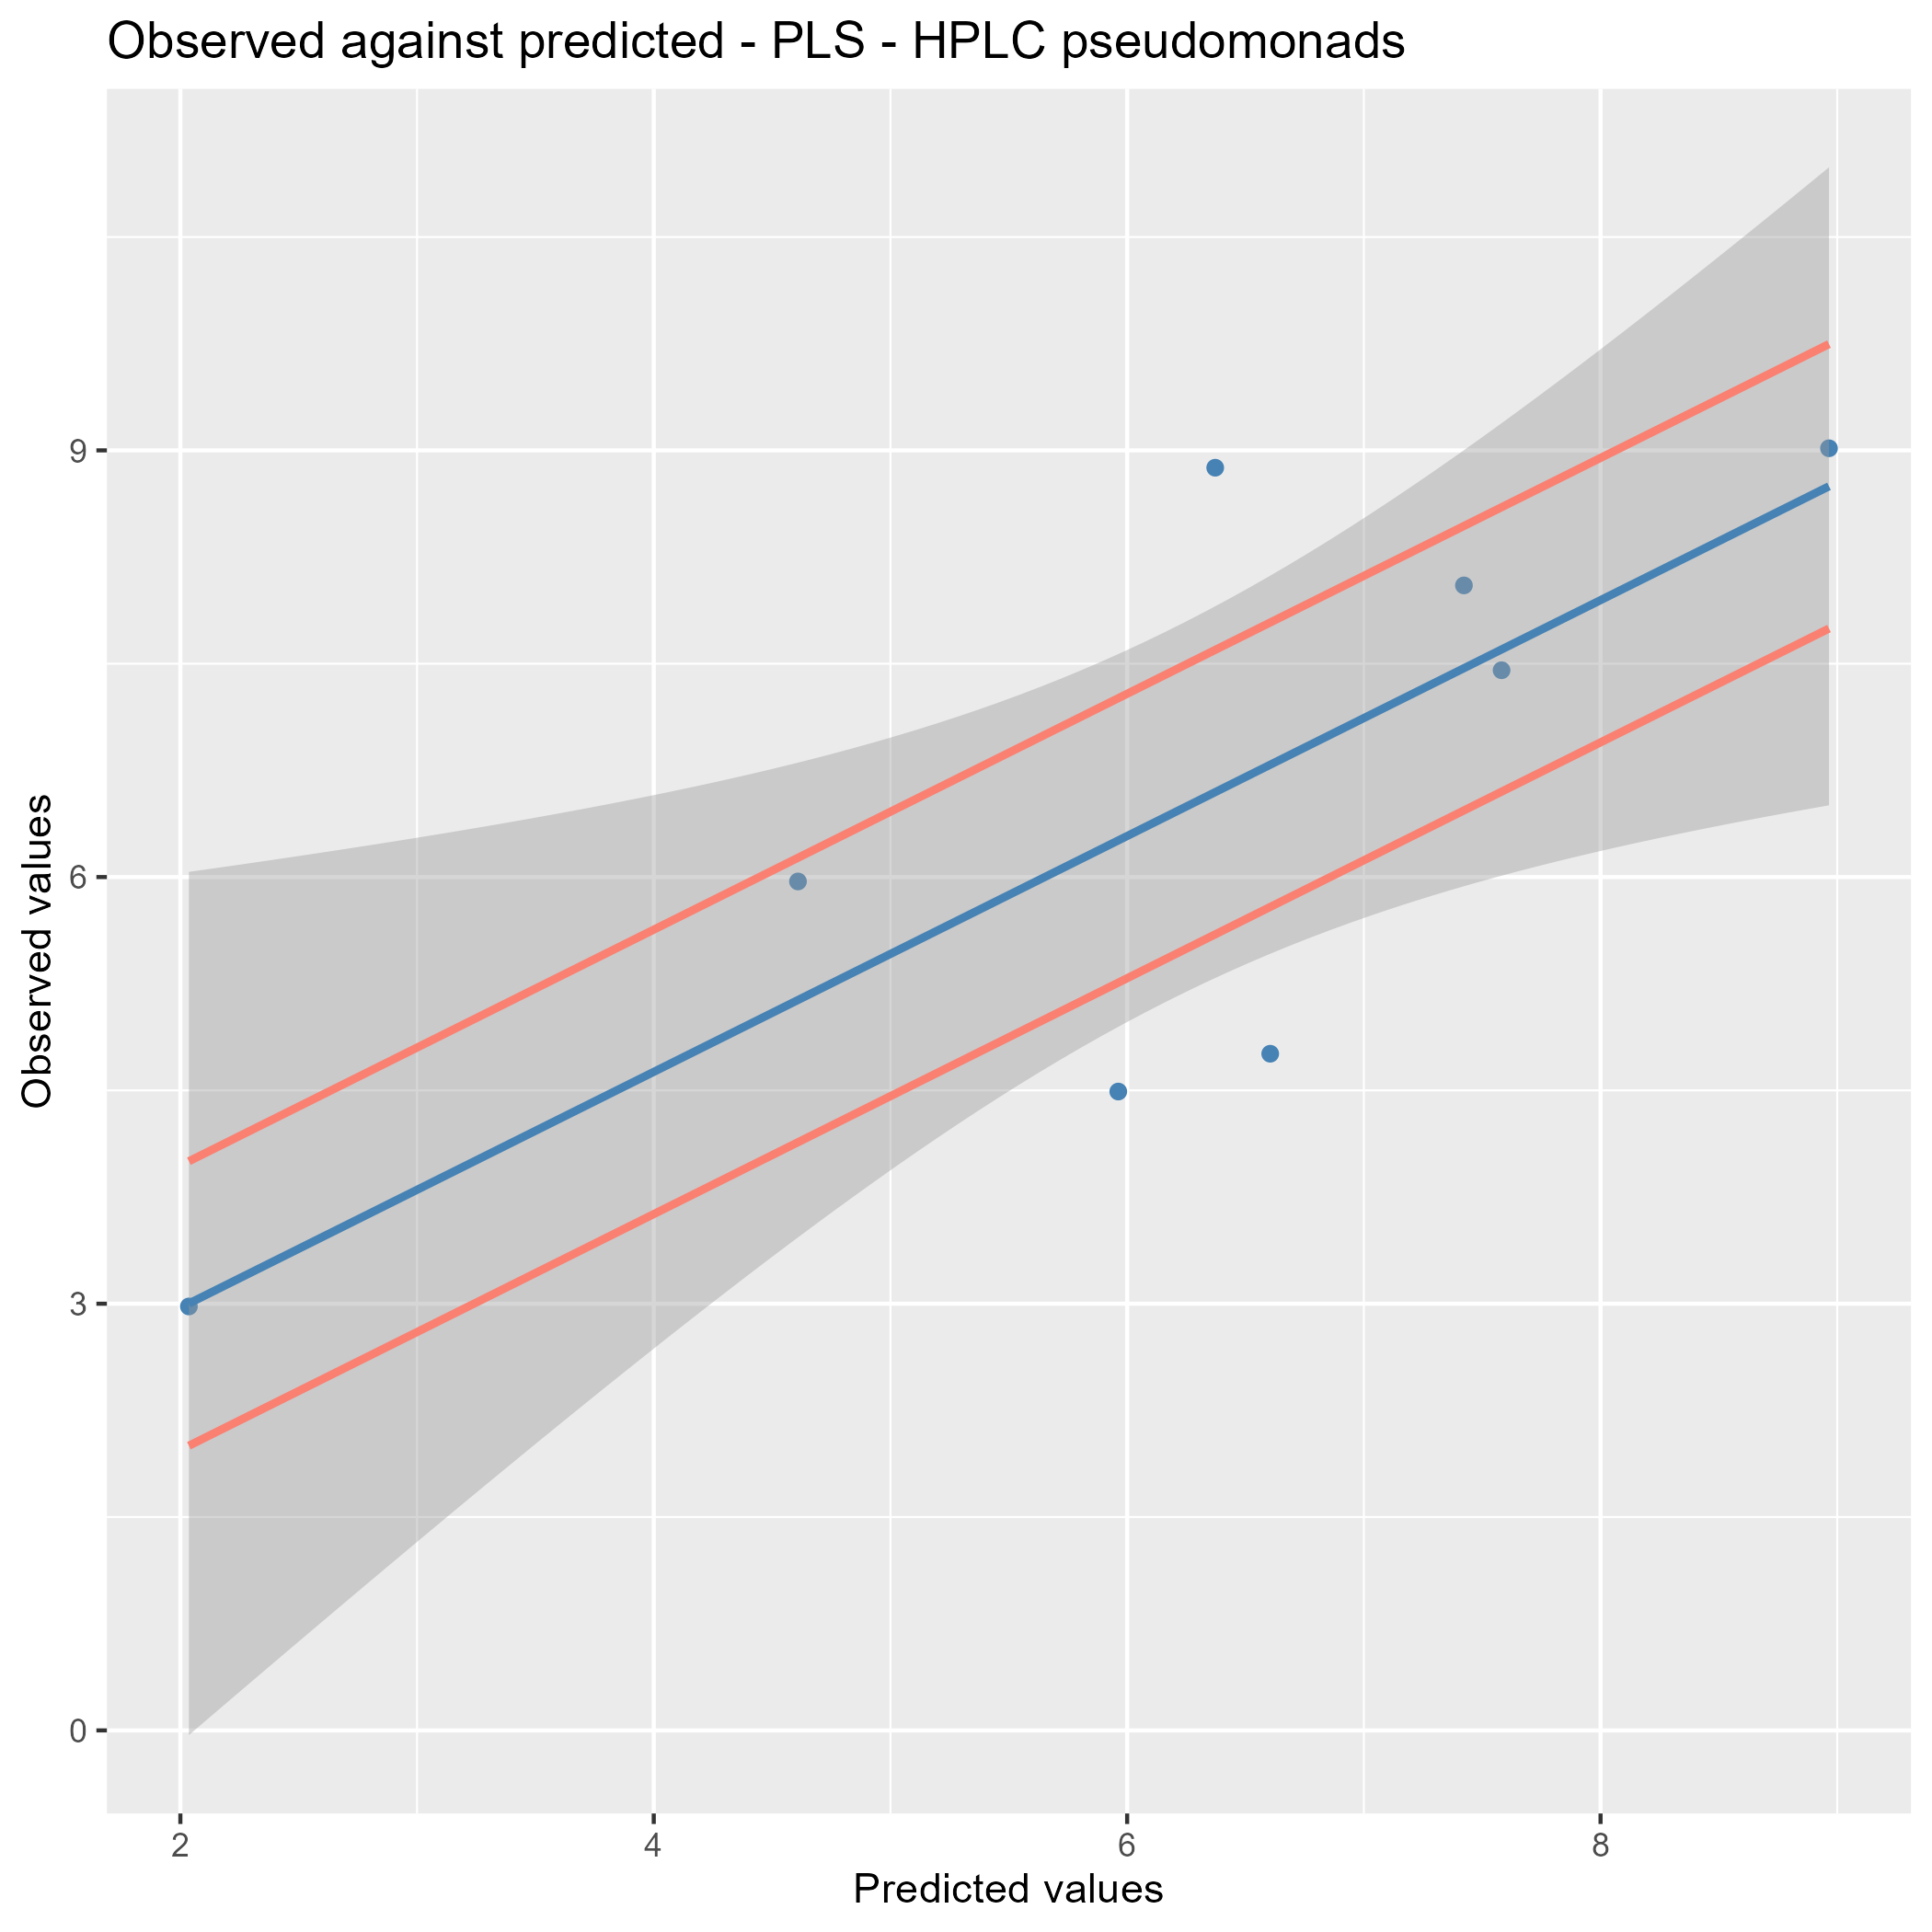 Observed against predicted - PLS - HPLC pseudomonads
Observed values
9
6
3
0
2 4 6 8
Predicted values